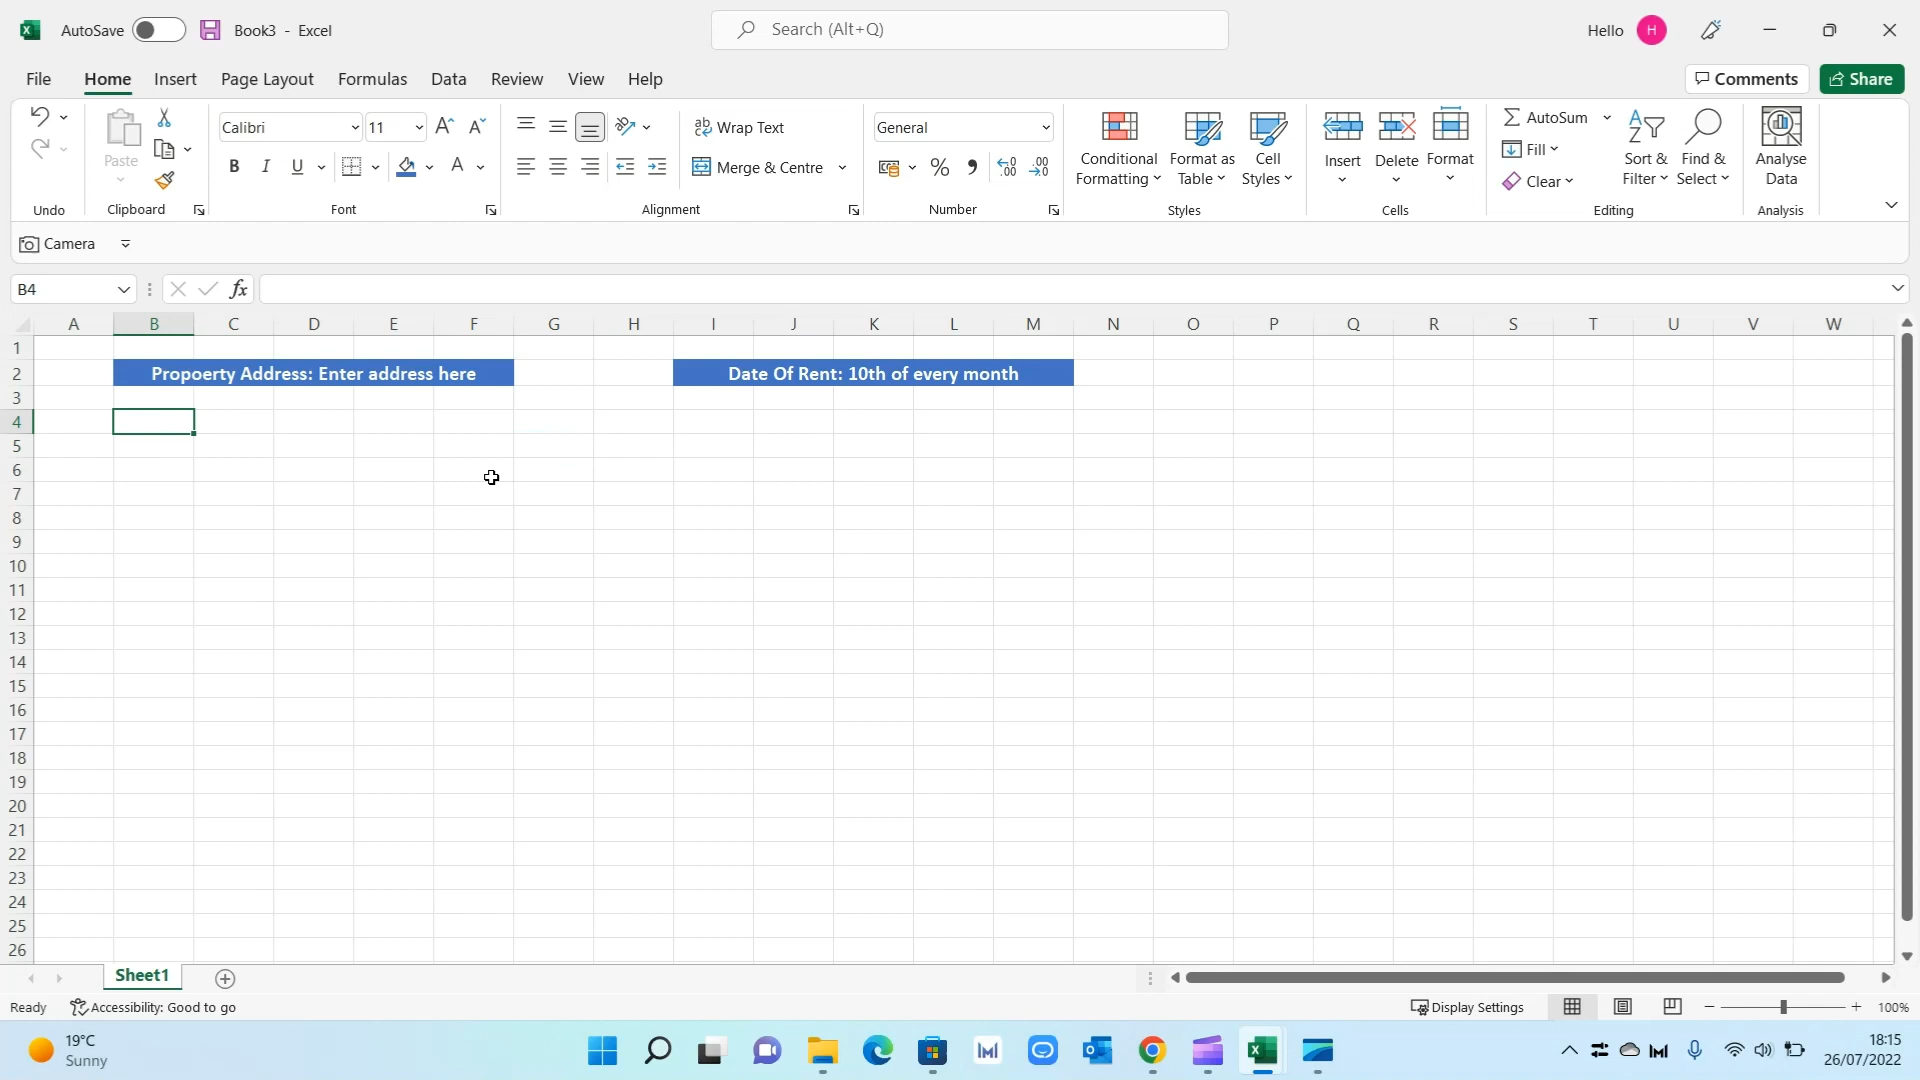 AutoSave Book3 - Excel Search (Alt+Q) Hello H
File Home Insert Page Layout Formulas Data Review View Help Comments Share
Paste
Undo Clipboard
Calibri 11
B I U A
Font
ab Wrap Text
Merge & Centre
Alignment
General
% , .00
Number
Conditional Formatting
Format as Table
Cell Styles
Styles
Insert Delete Format
Cells
AutoSum
Fill
Clear
Sort & Filter
Find & Select
Editing
Analyse Data
Analysis
Camera
B4 fx
A B C D E F G H I J K L M N O P Q R S T U V W
1
2 Propoerty Address: Enter address here Date Of Rent: 10th of every month
3
4
5
6
7
8
9
10
11
12
13
14
15
16
17
18
19
20
21
22
23
24
25
26
Sheet1
Ready Accessibility: Good to go Display Settings 100%
19°C
Sunny
18:15
26/07/2022